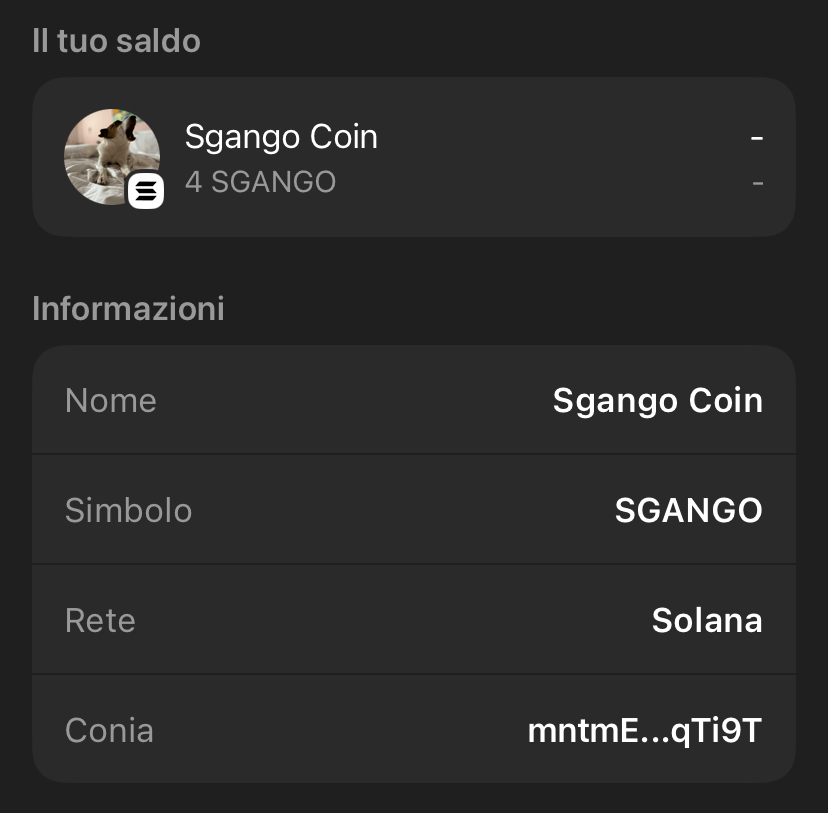 Il tuo saldo
Sgango Coin -
4 SGANGO -
Informazioni
Nome Sgango Coin
Simbolo SGANGO
Rete Solana
Conia mntmE...qTi9T